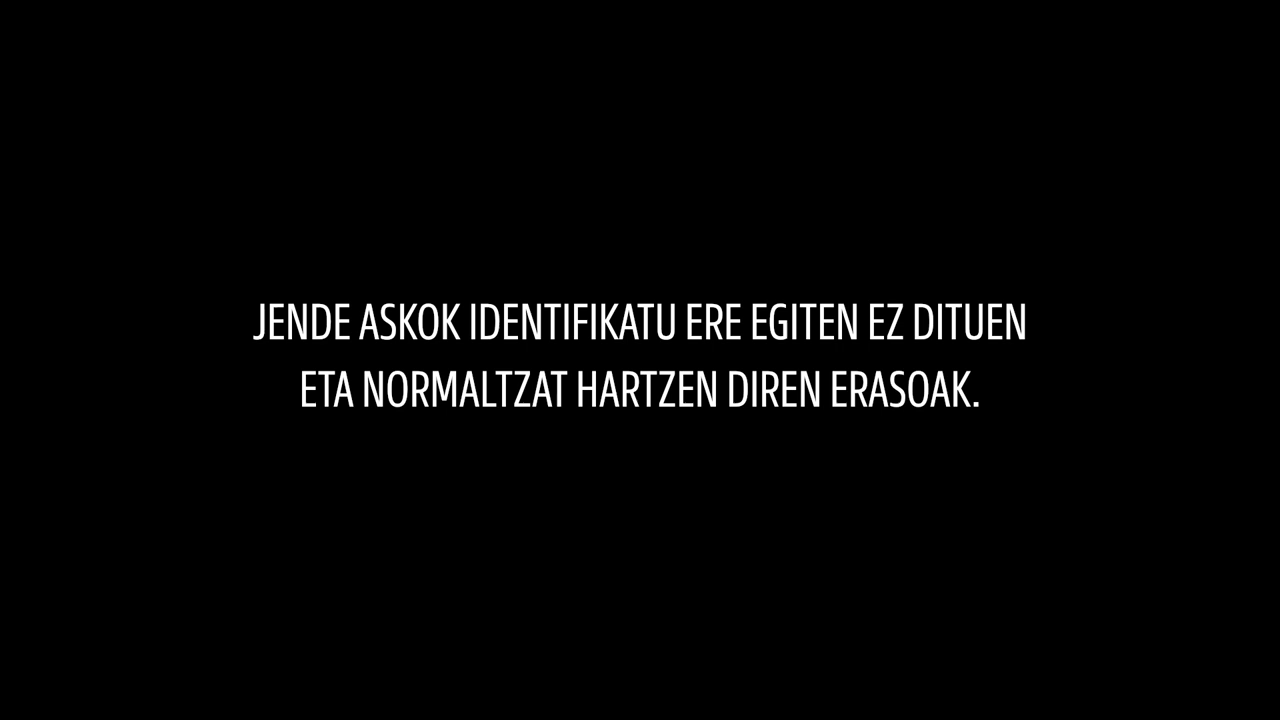 JENDE ASKOK IDENTIFIKATU ERE EGITEN EZ DITUEN
ETA NORMALTZAT HARTZEN DIREN ERASOAK.